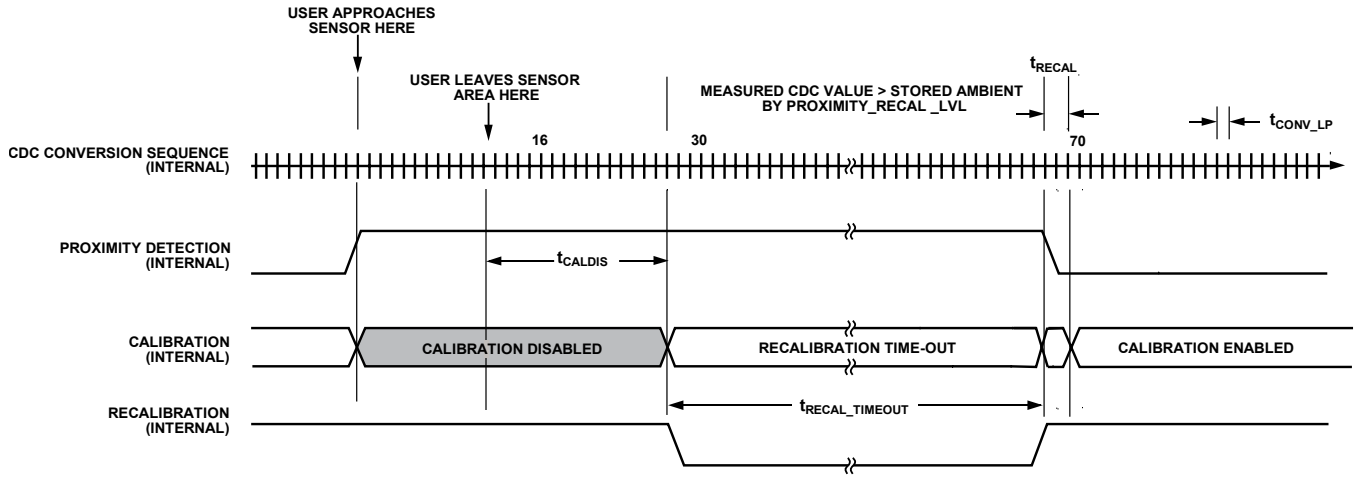 USER APPROACHES
SENSOR HERE
USER LEAVES SENSOR
AREA HERE
MEASURED CDC VALUE > STORED AMBIENT
BY PROXIMITY_RECAL _LVL
tRECAL
tCONV_LP
16
30
70
CDC CONVERSION SEQUENCE
(INTERNAL)
PROXIMITY DETECTION
(INTERNAL)
tCALDIS
CALIBRATION
(INTERNAL)
CALIBRATION DISABLED
RECALIBRATION TIME-OUT
CALIBRATION ENABLED
RECALIBRATION
(INTERNAL)
tRECAL_TIMEOUT